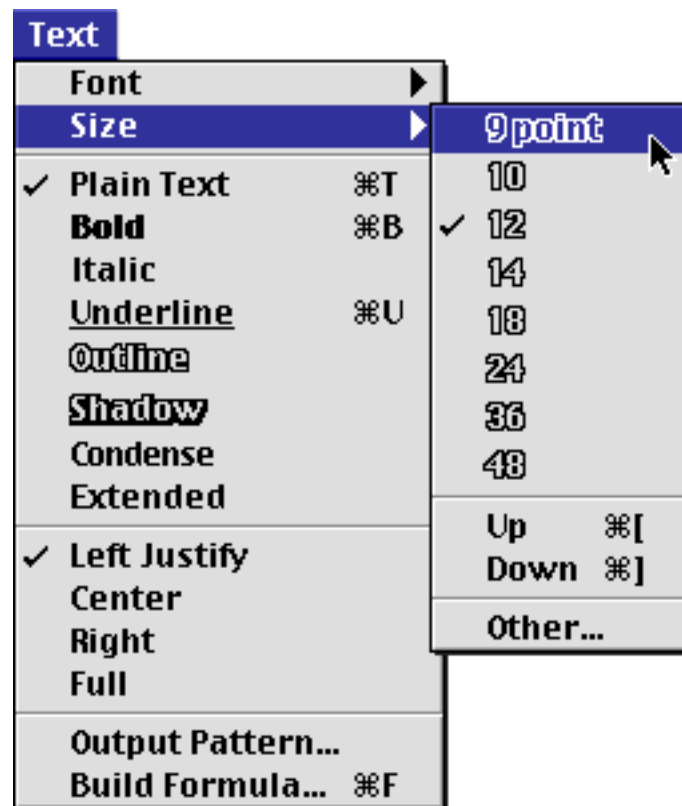 Text
Font
Size
✓ Plain Text ⌘T
Bold ⌘B
Italic
Underline ⌘U
Outline
Shadow
Condense
Extended
✓ Left Justify
Center
Right
Full
Output Pattern...
Build Formula... ⌘F
9 point
10
✓ 12
14
18
24
36
48
Up ⌘[
Down ⌘]
Other...